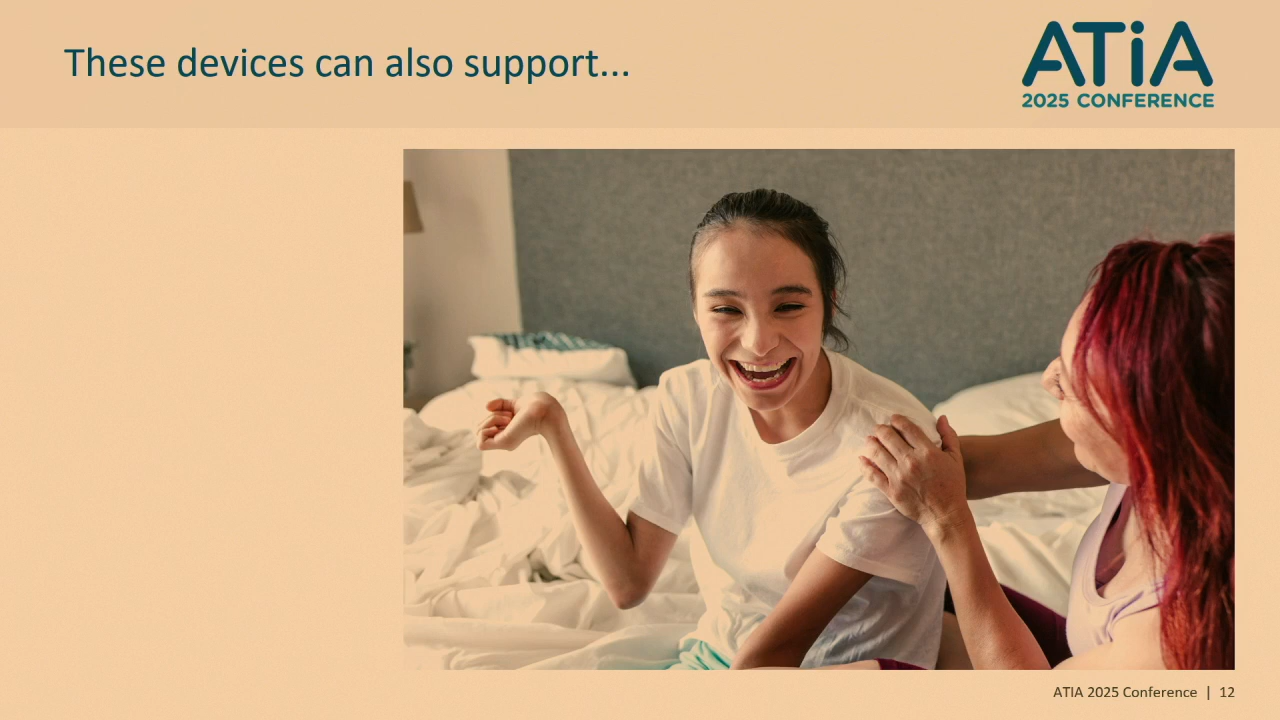 These devices can also support...
ATiA
2025 CONFERENCE
ATIA 2025 Conference | 12